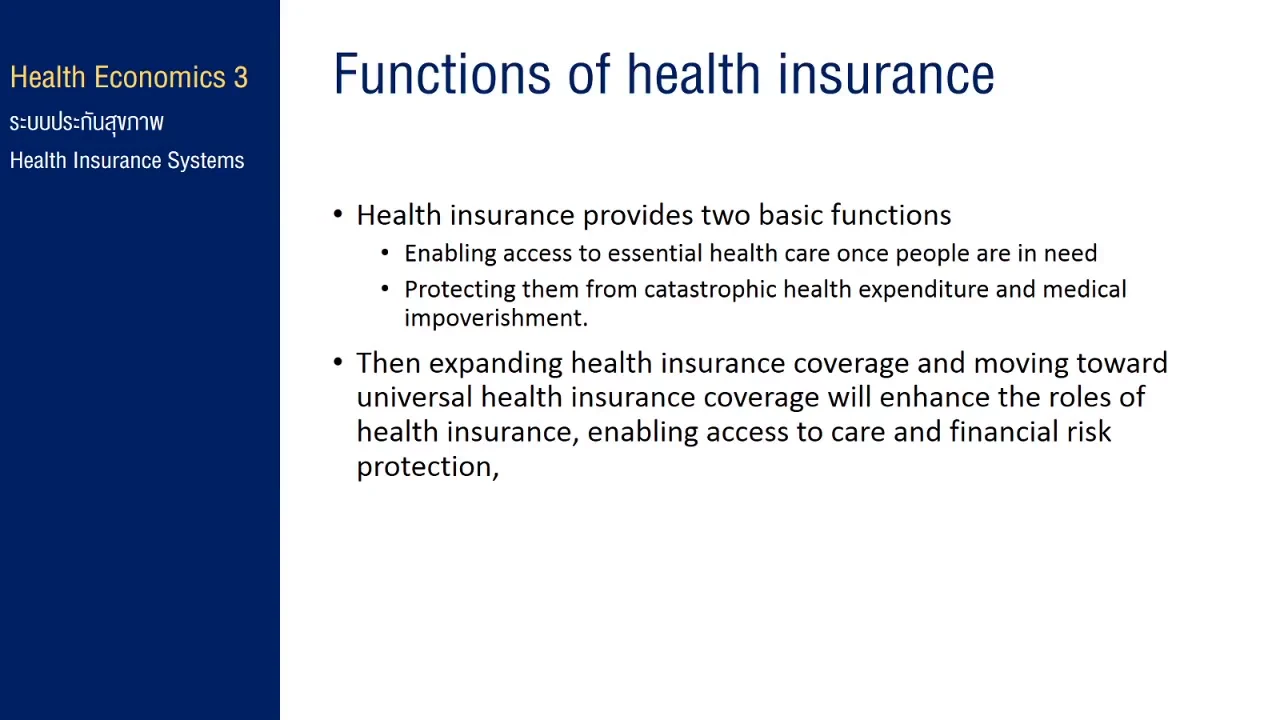 Health Economics 3
ระบบประกันสุขภาพ
Health Insurance Systems
Functions of health insurance
• Health insurance provides two basic functions
• Enabling access to essential health care once people are in need
• Protecting them from catastrophic health expenditure and medical
impoverishment.
• Then expanding health insurance coverage and moving toward
universal health insurance coverage will enhance the roles of
health insurance, enabling access to care and financial risk
protection,